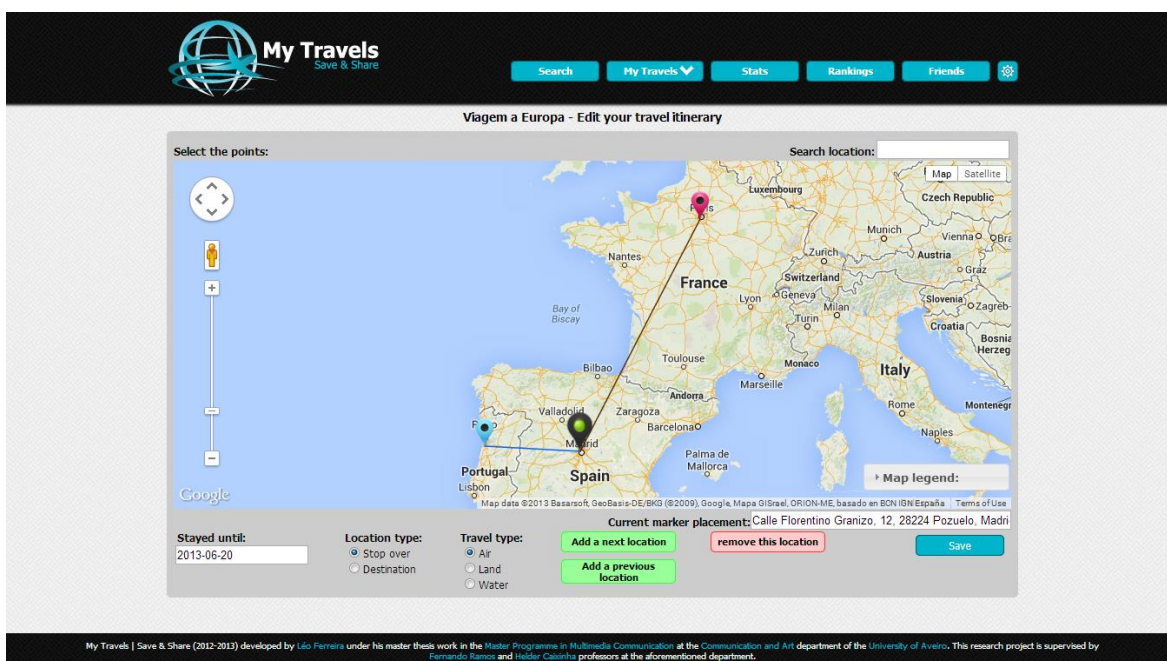 My Travels
Save & Share
Search
My Travels
Stats
Rankings
Friends
Viagem a Europa - Edit your travel itinerary
Select the points:
Search location:
Map
Satellite
Luxembourg
Czech Republic
Munich
Vienna
Nantes
Zurich
Austria
France
Switzerland
Graz
Lyon
Geneva
Milan
Slovenia
Zagreb
Bay of
Biscay
Turin
Croatia
Bosnia
Herzeg
Toulouse
Monaco
Bilbao
Italy
Marseille
Andorra
Rome
Montenegr
Valladolid
Zaragoza
Barcelona
Naples
Madrid
Palma de
Mallorca
Portugal
Spain
Map legend:
Lisbon
Google
Map data ©2013 Basarsoft, GeoBasis-DE/BKG (©2009), Google, Mapa GISrael, ORION-ME, basado en BCN IGN España
Terms of Use
Current marker placement: Calle Florentino Granizo, 12, 28224 Pozuelo, Madri
Stayed until:
2013-06-20
Location type:
Stop over
Destination
Travel type:
Air
Land
Water
Add a next location
Add a previous
location
remove this location
Save
My Travels | Save & Share (2012-2013) developed by Léo Ferreira under his master thesis work in the Master Programme in Multimedia Communication at the Communication and Art department of the University of Aveiro. This research project is supervised by
Fernando Ramos and Helder Caixinha professors at the aforementioned department.